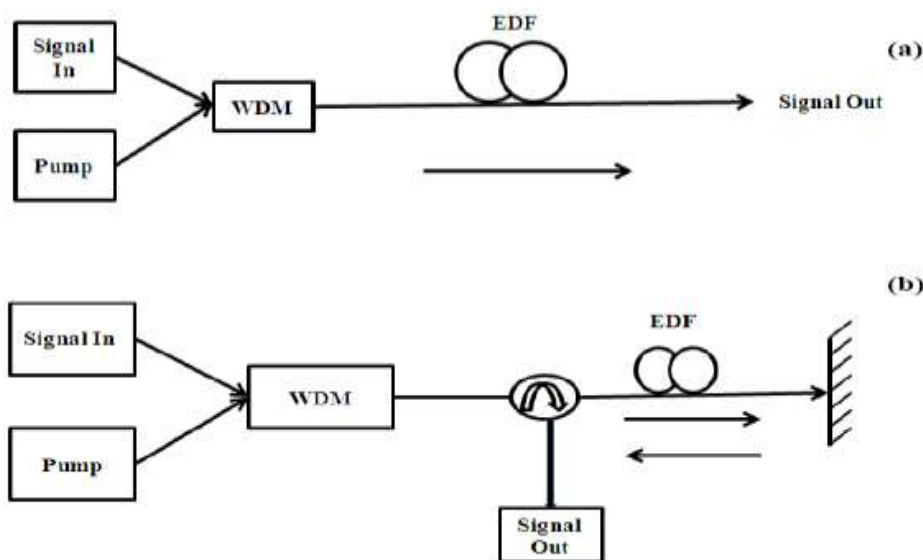 EDF
(a)
Signal
In
WDM
Signal Out
Pump
(b)
EDF
Signal In
WDM
Pump
Signal
Out